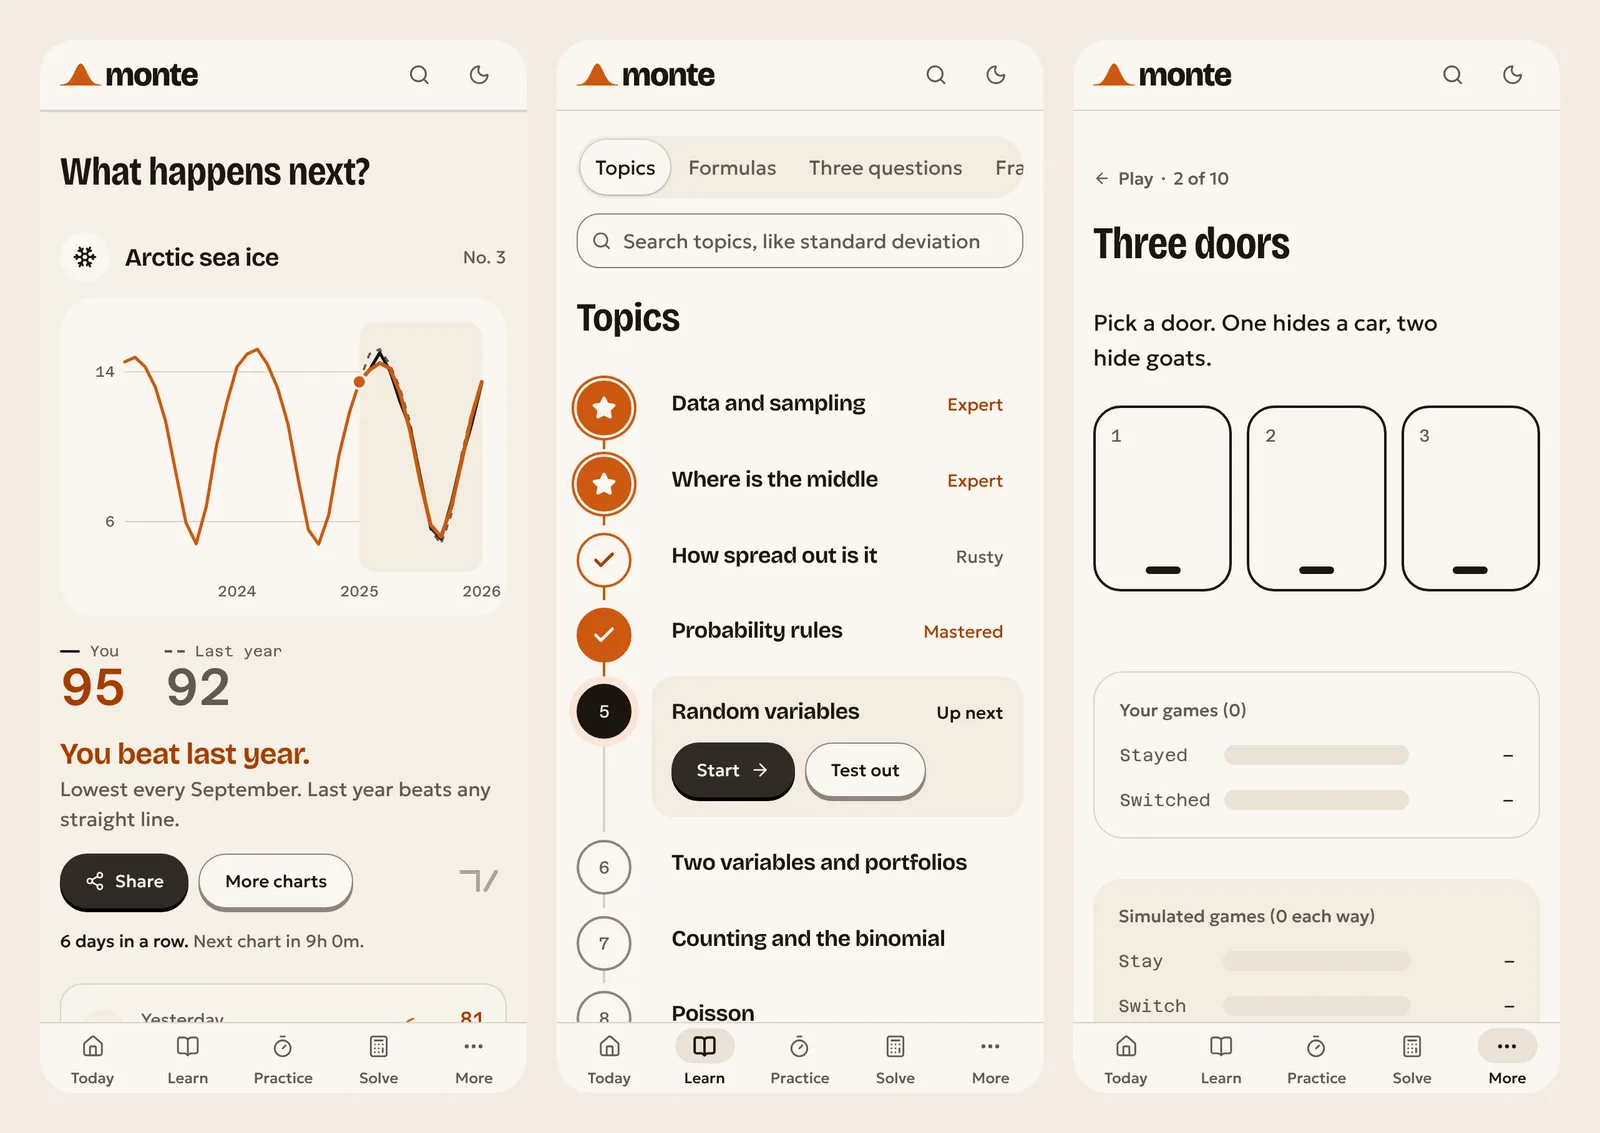 monte
What happens next?
Arctic sea ice
No. 3
14
6
2024
2025
2026
You
Last year
95
92
You beat last year.
Lowest every September. Last year beats any
straight line.
Share
More charts
6 days in a row. Next chart in 9h 0m.
Yesterday
81
Today
Learn
Practice
Solve
More
monte
Topics
Formulas
Three questions
Fra
Search topics, like standard deviation
Topics
Data and sampling
Expert
Where is the middle
Expert
How spread out is it
Rusty
Probability rules
Mastered
5
Random variables
Up next
Start
Test out
6
Two variables and portfolios
7
Counting and the binomial
8
Poisson
Today
Learn
Practice
Solve
More
monte
Play · 2 of 10
Three doors
Pick a door. One hides a car, two
hide goats.
1
2
3
Your games (0)
Stayed
–
Switched
–
Simulated games (0 each way)
Stay
–
Switch
–
Today
Learn
Practice
Solve
More